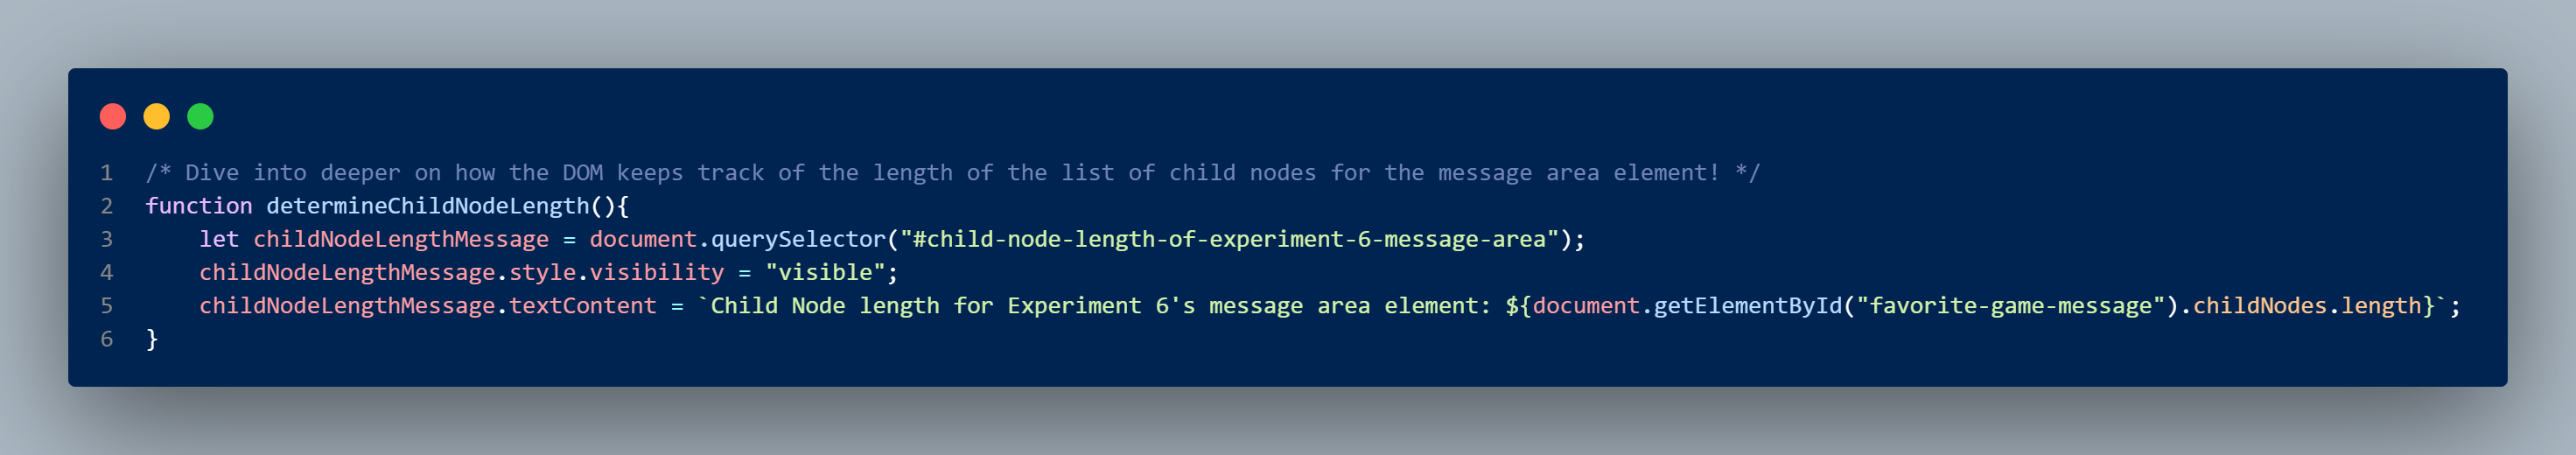 1 /* Dive into deeper on how the DOM keeps track of the length of the list of child nodes for the message area element! */
2 function determineChildNodeLength(){
3     let childNodeLengthMessage = document.querySelector("#child-node-length-of-experiment-6-message-area");
4     childNodeLengthMessage.style.visibility = "visible";
5     childNodeLengthMessage.textContent = `Child Node length for Experiment 6's message area element: ${document.getElementById("favorite-game-message").childNodes.length}`;
6 }